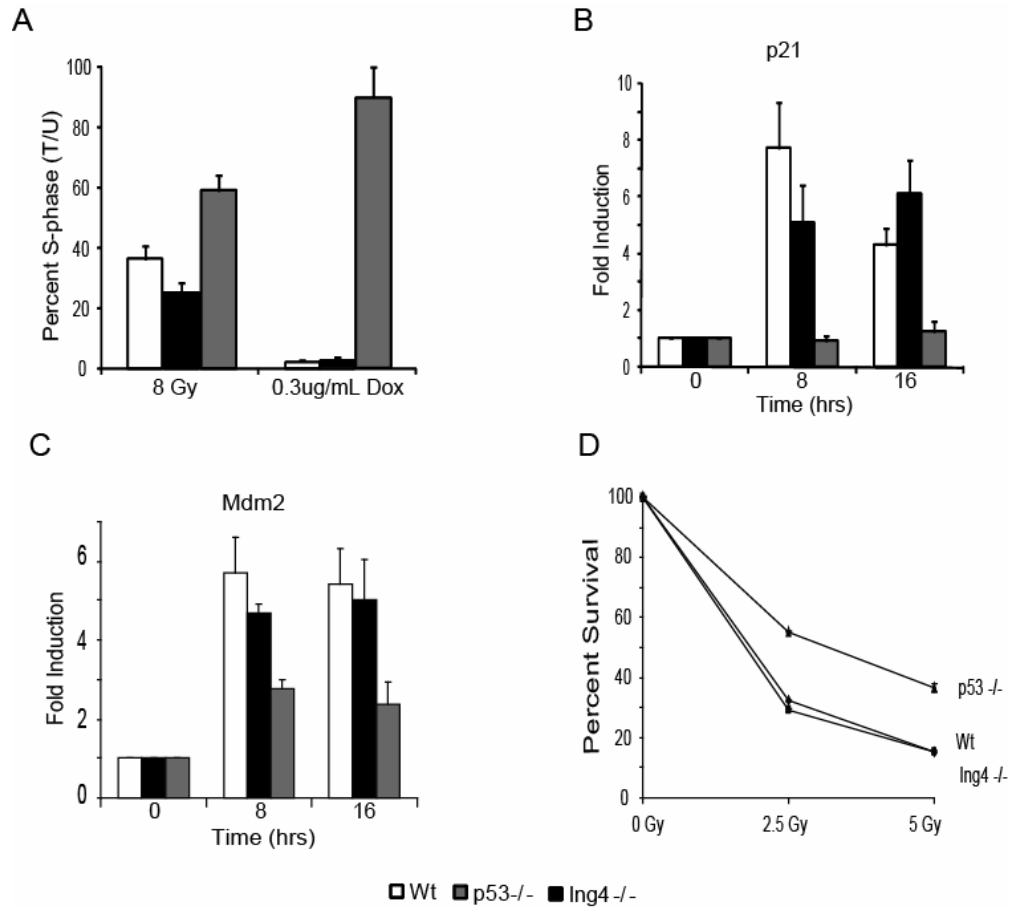 A
Percent S-phase (T/U)
100
80
60
40
20
0
8 Gy
0.3ug/mL Dox
B
p21
Fold Induction
10
8
6
4
2
0
0
8
16
Time (hrs)
C
Mdm2
Fold Induction
6
4
2
0
0
8
16
Time (hrs)
D
Percent Survival
100
80
60
40
20
0
0 Gy
2.5 Gy
5 Gy
p53 -/-
Wt
Ing4 -/-
Wt p53-/- Ing4 -/-